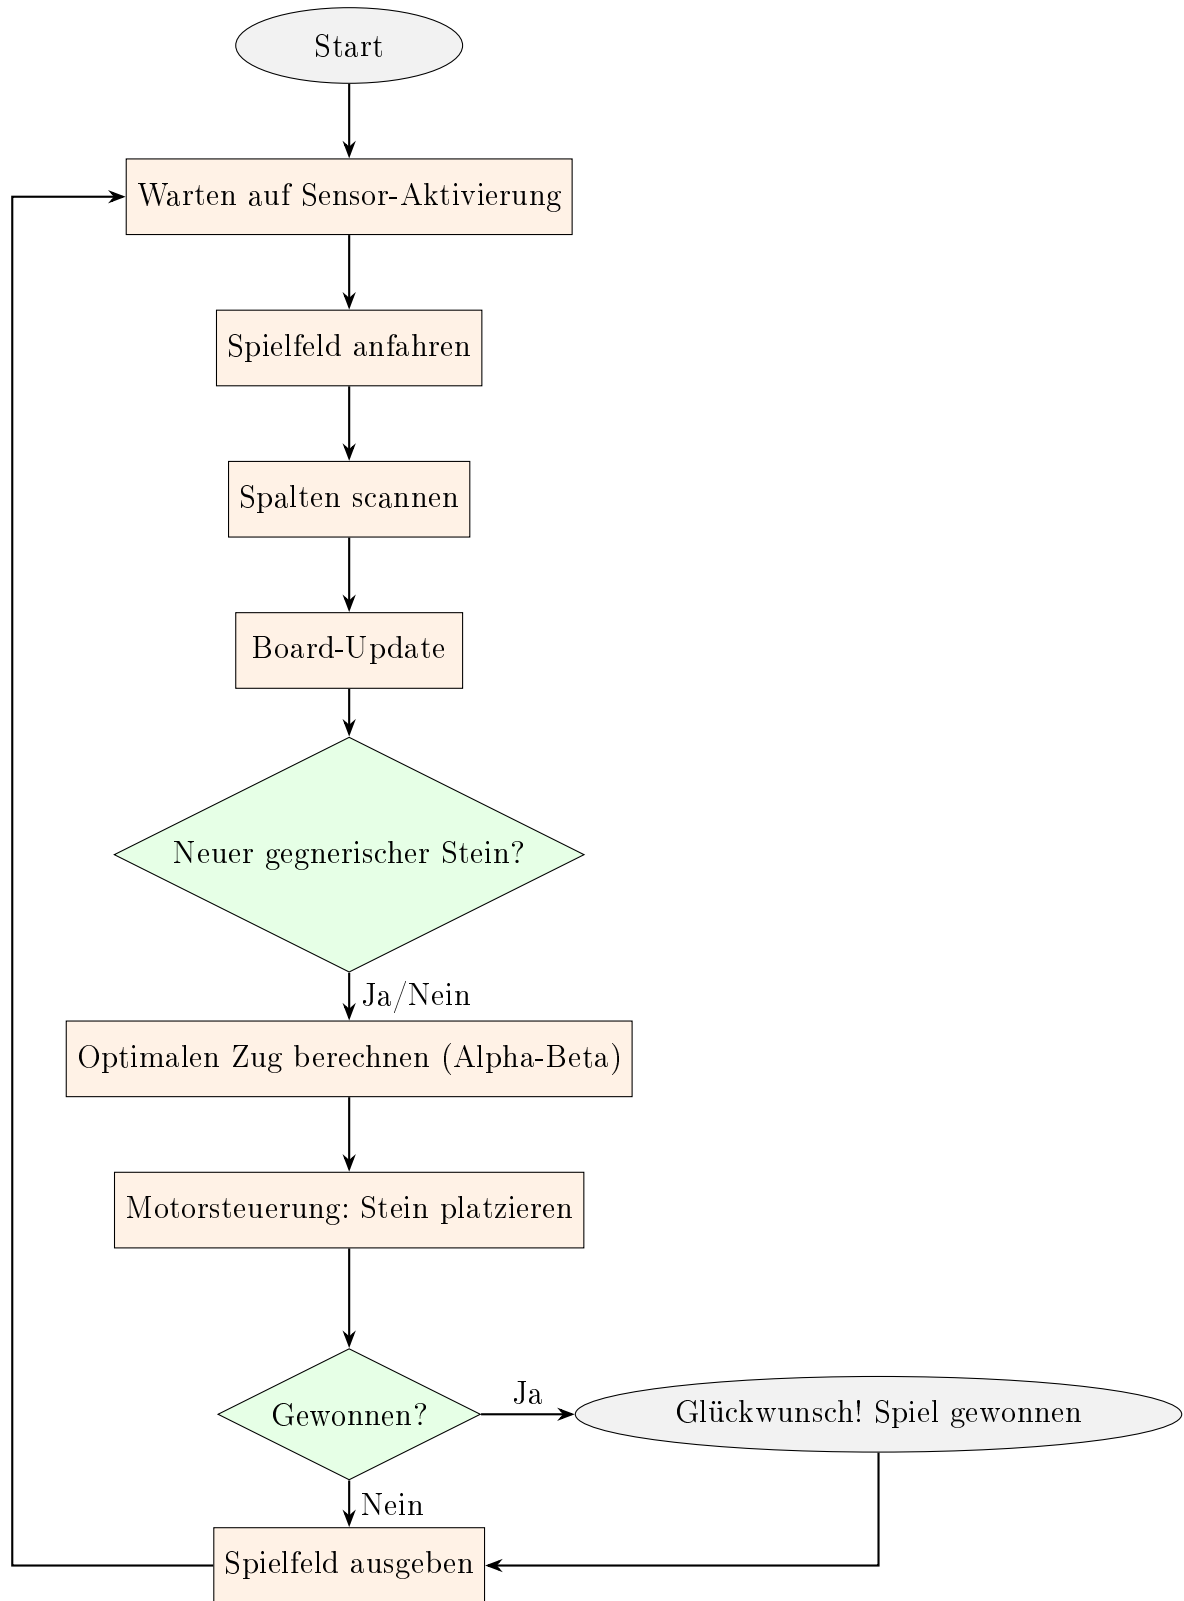 Start
Warten auf Sensor-Aktivierung
Spielfeld anfahren
Spalten scannen
Board-Update
Neuer gegnerischer Stein?
Ja/Nein
Optimalen Zug berechnen (Alpha-Beta)
Motorsteuerung: Stein platzieren
Gewonnen?
Ja
Glückwunsch! Spiel gewonnen
Nein
Spielfeld ausgeben